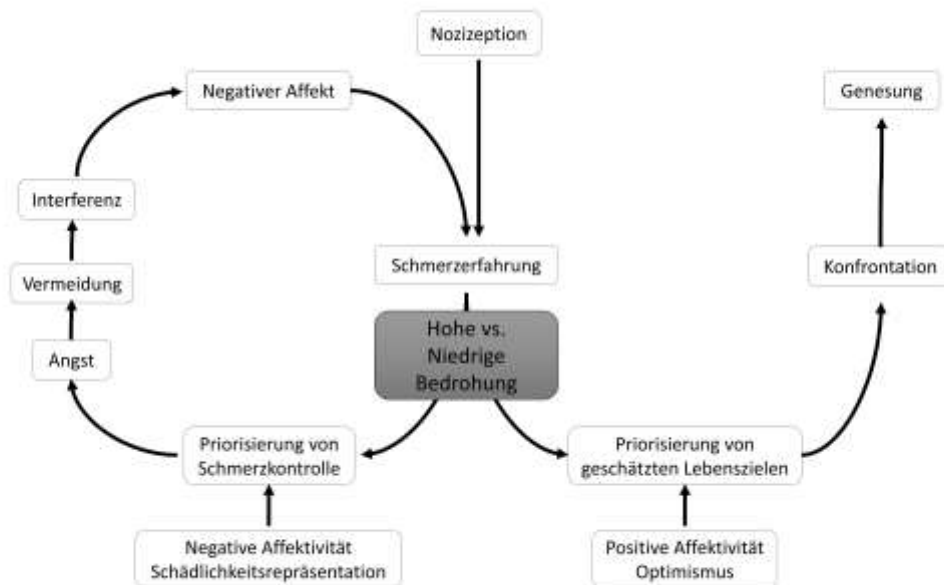 Nozizeption
Negativer Affekt
Genesung
Interferenz
Schmerzerfahrung
Konfrontation
Vermeidung
Hohe vs.
Niedrige
Bedrohung
Angst
Priorisierung von
Schmerzkontrolle
Priorisierung von
geschätzten Lebenszielen
Negative Affektivität
Schädlichkeitsrepräsentation
Positive Affektivität
Optimismus